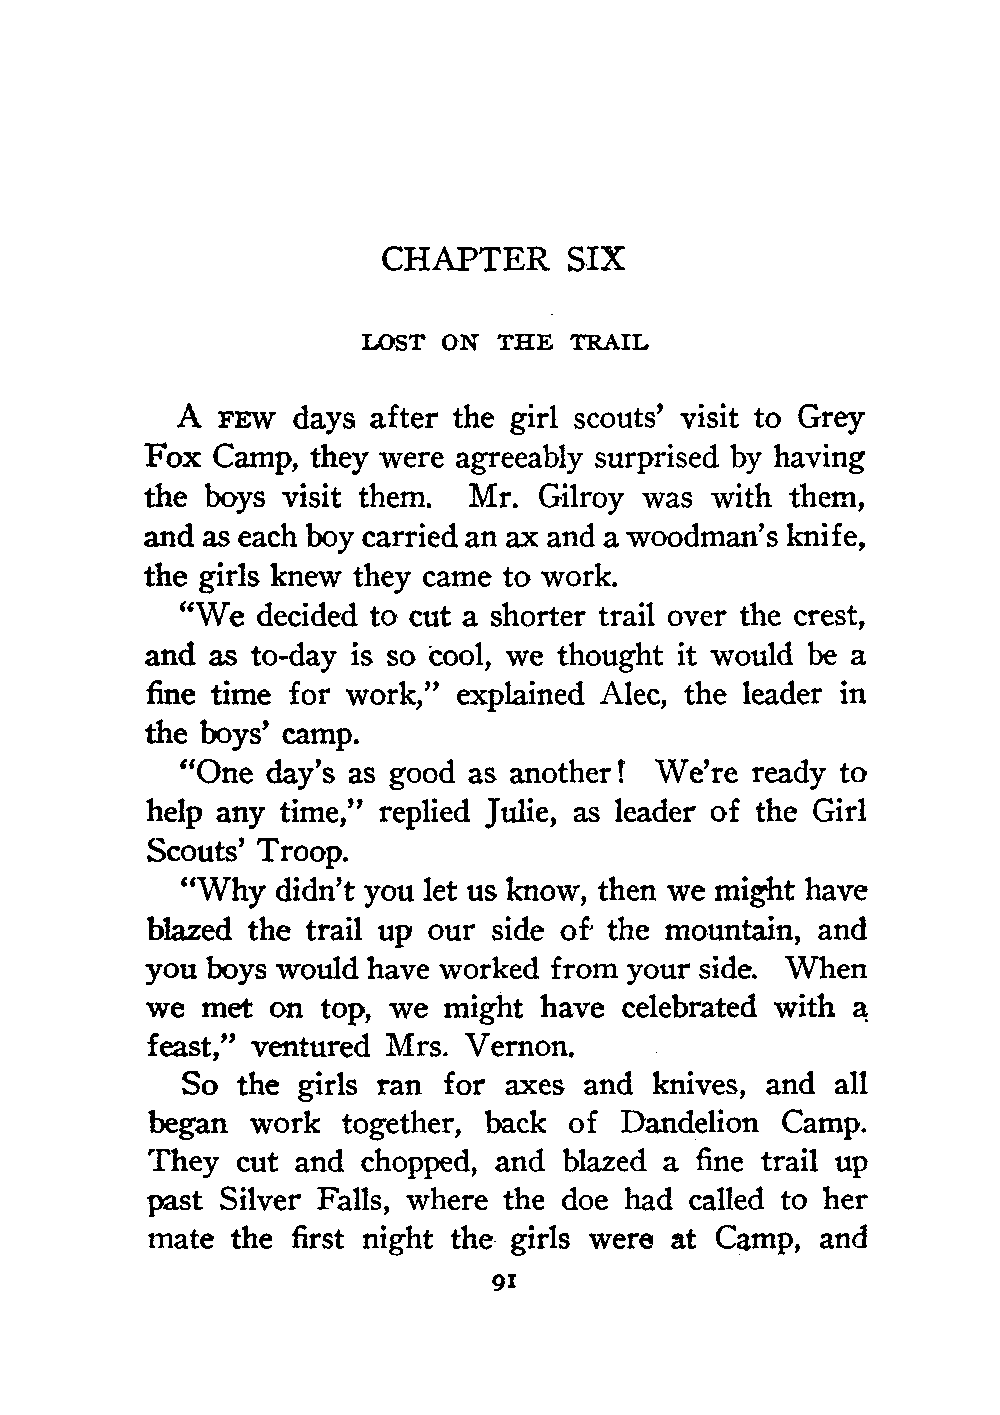 CHAPTER SIX
LOST ON THE TRAIL
A FEW days after the girl scouts' visit to Grey
Fox Camp, they were agreeably surprised by having
the boys visit them. Mr. Gilroy was with them,
and as each boy carried an ax and a woodman's knife,
the girls knew they came to work.
"We decided to cut a shorter trail over the crest,
and as to-day is so cool, we thought it would be a
fine time for work," explained Alec, the leader in
the boys' camp.
"One day's as good as another! We're ready to
help any time," replied Julie, as leader of the Girl
Scouts' Troop.
"Why didn't you let us know, then we might have
blazed the trail up our side of the mountain, and
you boys would have worked from your side. When
we met on top, we might have celebrated with a
feast," ventured Mrs. Vernon.
So the girls ran for axes and knives, and all
began work together, back of Dandelion Camp.
They cut and chopped, and blazed a fine trail up
past Silver Falls, where the doe had called to her
mate the first night the girls were at Camp, and
91